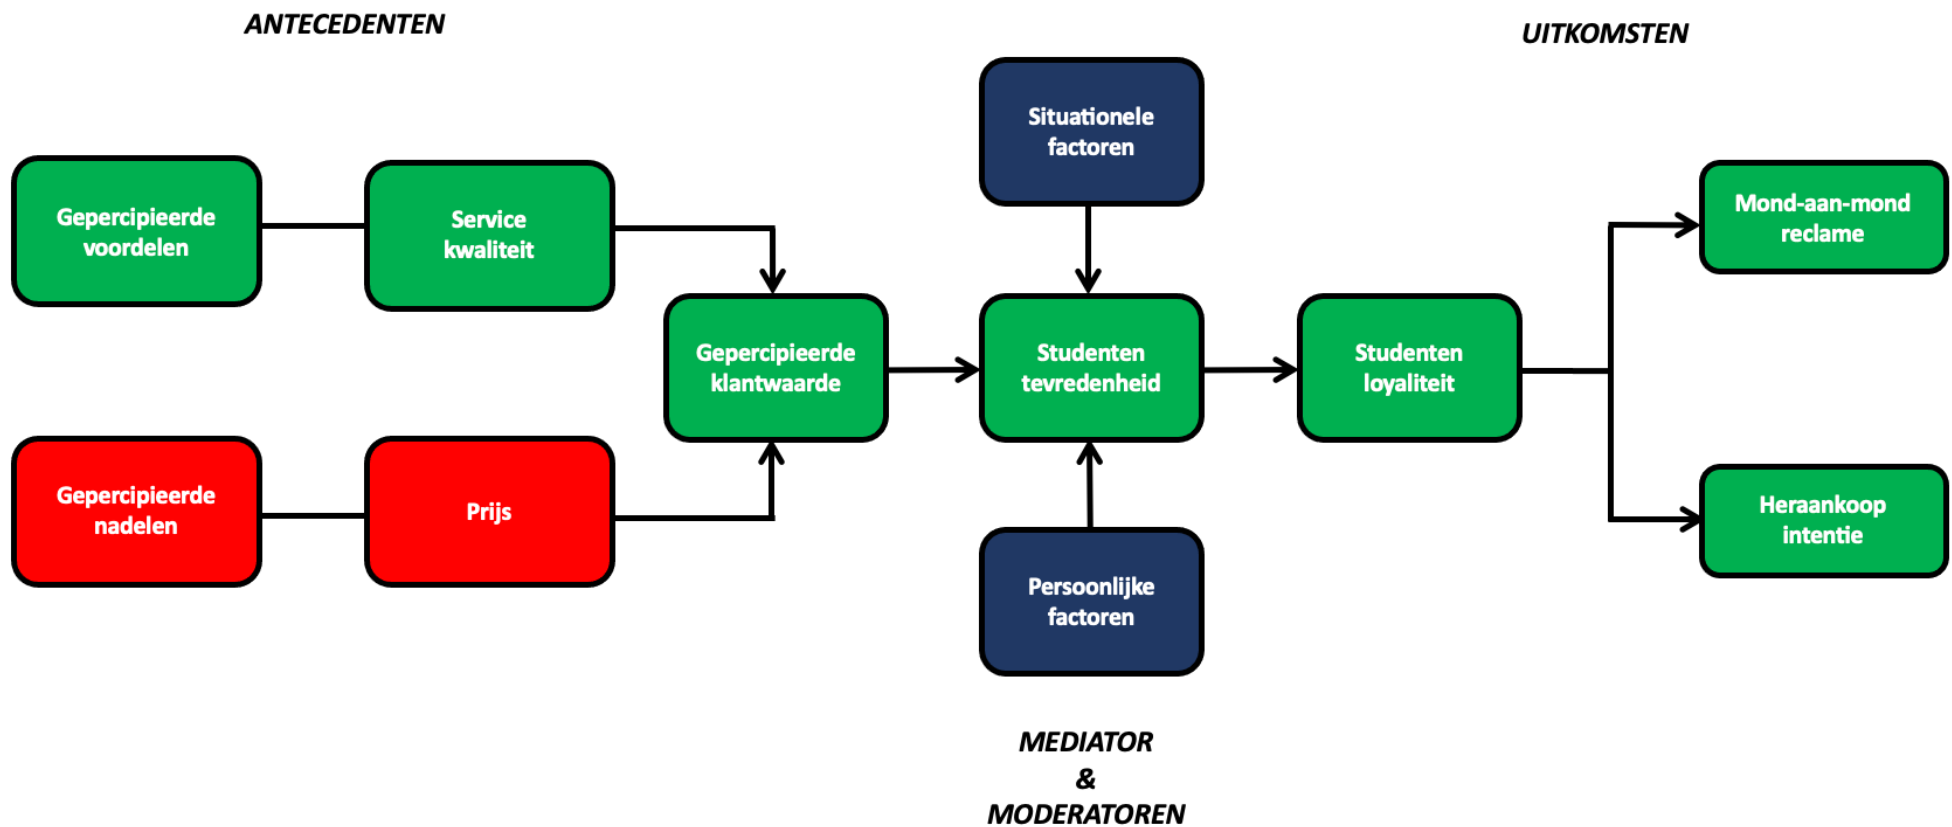 ANTECEDENTEN
UITKOMSTEN
Situationele
factoren
Gepercipieerde
voordelen
Service
kwaliteit
Mond-aan-mond
reclame
Gepercipieerde
klantwaarde
Studenten
tevredenheid
Studenten
loyaliteit
Gepercipieerde
nadelen
Prijs
Heraankoop
intentie
Persoonlijke
factoren
MEDIATOR
&
MODERATOREN